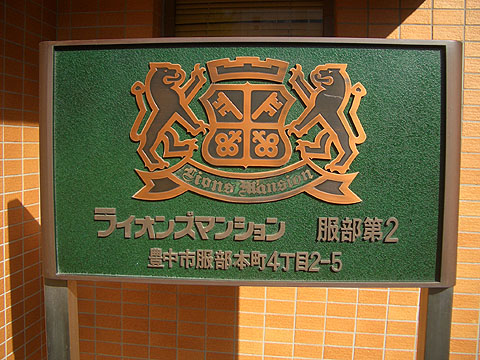 Lions Mansion
ライオンズマンション 服部第2
豊中市服部本町4丁目2-5